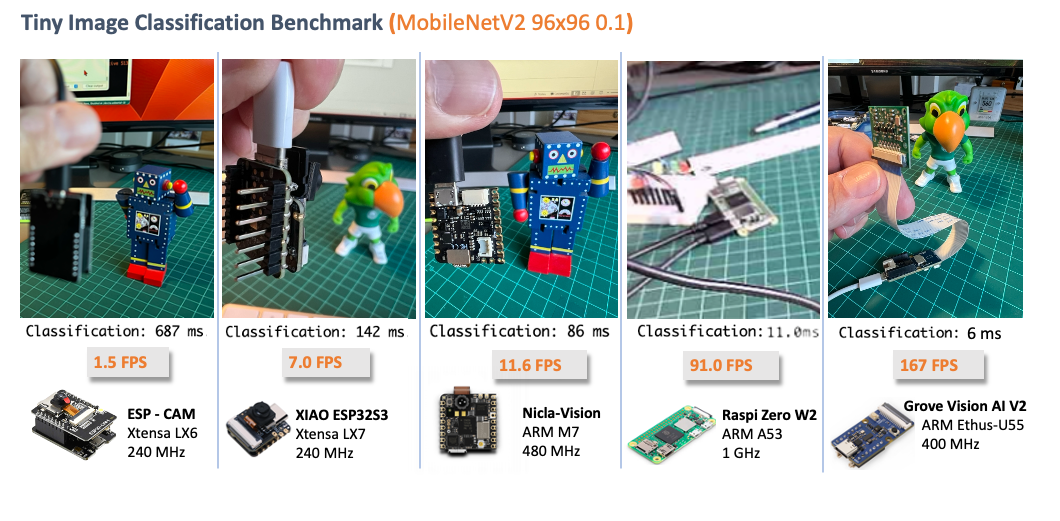 Tiny Image Classification Benchmark (MobileNetV2 96x96 0.1)
SAMSUNG
Classification: 687 ms
Classification: 142 ms
Classification: 86 ms
Classification: 11.0ms
Classification: 6 ms
1.5 FPS
7.0 FPS
11.6 FPS
91.0 FPS
167 FPS
ESP - CAM
Xtensa LX6
240 MHz
XIAO ESP32S3
Xtensa LX7
240 MHz
Nicla-Vision
ARM M7
480 MHz
Raspi Zero W2
ARM A53
1 GHz
Grove Vision AI V2
ARM Ethus-U55
400 MHz